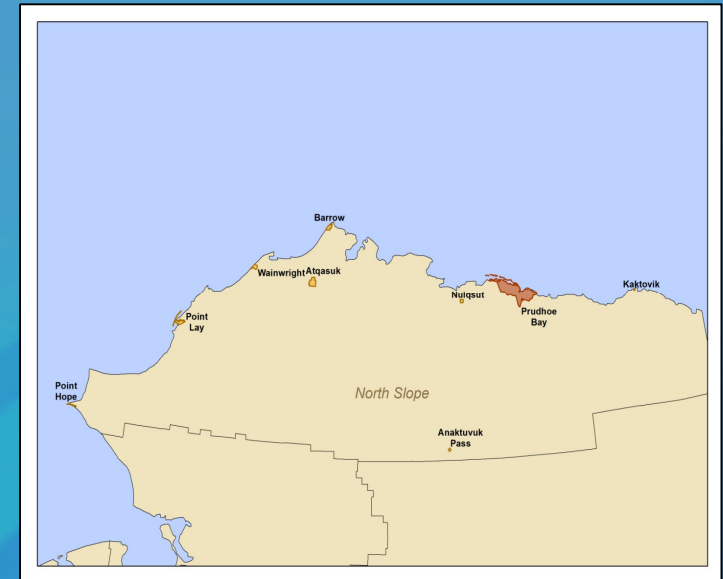 Barrow
Wainwright
Atqasuk
Kaktovik
Nuiqsut
Prudhoe
Bay
Point
Lay
Point
Hope
North Slope
Anaktuvuk
Pass